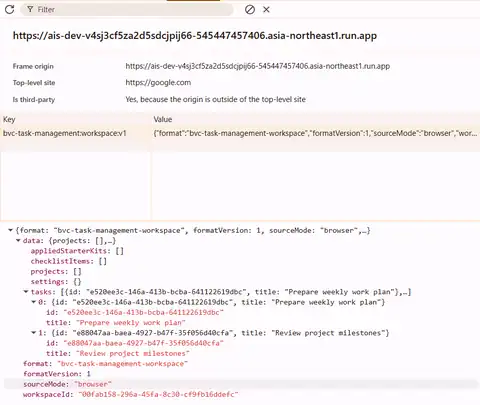 Filter
https://ais-dev-v4sj3cf5za2d5sdcjpij66-545447457406.asia-northeast1.run.app
Frame origin https://ais-dev-v4sj3cf5za2d5sdcjpij66-545447457406.asia-northeast1.run.app
Top-level site https://google.com
Is third-party Yes, because the origin is outside of the top-level site
Key Value
bvc-task-management:workspace:v1 {"format":"bvc-task-management-workspace","formatVersion":1,"sourceMode":"browser","wor...
{format: "bvc-task-management-workspace", formatVersion: 1, sourceMode: "browser",…}
data: {projects: [],…}
appliedStarterKits: []
checklistItems: []
projects: []
settings: {}
tasks: [{id: "e520ee3c-146a-413b-bcba-641122619dbc", title: "Prepare weekly work plan"},…]
0: {id: "e520ee3c-146a-413b-bcba-641122619dbc", title: "Prepare weekly work plan"}
id: "e520ee3c-146a-413b-bcba-641122619dbc"
title: "Prepare weekly work plan"
1: {id: "e88047aa-baea-4927-b47f-35f056d40cfa", title: "Review project milestones"}
id: "e88047aa-baea-4927-b47f-35f056d40cfa"
title: "Review project milestones"
format: "bvc-task-management-workspace"
formatVersion: 1
sourceMode: "browser"
workspaceId: "00fab158-296a-45fa-8c30-cf9fb16ddefc"